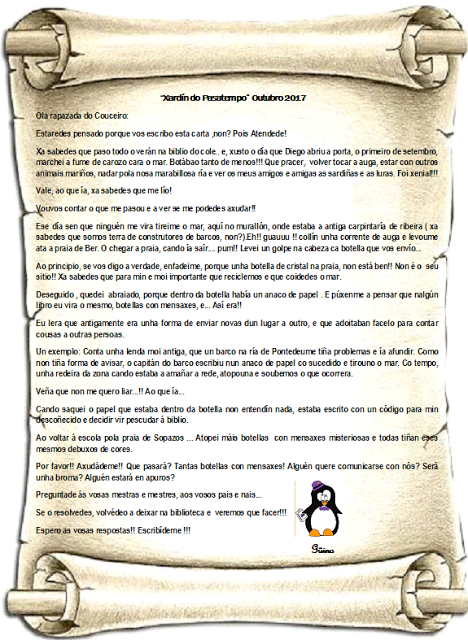 "Xardín do Pasatempo" Outubro 2017
Ola rapazada do Couceiro:
Estaredes pensado porque vos escribo esta carta ,non? Pois Atendede!
Xa sabedes que paso todo o verán na biblio do cole.. e, xusto o día que Diego abriu a porta, o primeiro de setembro,
marchei a fume de carozo cara o mar. Botábao tanto de menos!!! Que pracer, volver tocar a auga, estar con outros
animais mariños, nadar pola nosa marabillosa ría e ver os meus amigos e amigas as sardiñas e as luras. Foi xenial!!!
Vale, ao que ía, xa sabedes que me lío!
Vouvos contar o que me pasou e a ver se me podedes axudar!!
Ese día sen que ninguén me vira tireime o mar, aquí no murallón, onde estaba a antiga carpintaría de ribeira ( xa
sabedes que somos terra de construtores de barcos, non?).Eh!! guauuu !! collín unha corrente de auga e levoume
ata a praia de Ber. O chegar a praia, cando ía saír.... pum!! Levei un golpe na cabeza da botella que vos envío...
Ao principio, se vos digo a verdade, enfadeime, porque unha botella de cristal na praia, non está ben!! Non é o seu
sitio!! Xa sabedes que para min e moi importante que reciclemos e que coidedes o mar.
Deseguido , quedei abraiado, porque dentro da botella había un anaco de papel . E púxenme a pensar que nalgún
libro eu vira o mesmo, botellas con mensaxes, e... Así era!!
Eu lera que antigamente era unha forma de enviar novas dun lugar a outro, e que adoitaban facelo para contar
cousas a outras persoas.
Un exemplo: Conta unha lenda moi antiga, que un barco na ría de Pontedeume tiña problemas e ía afundir. Como
non tiña forma de avisar, o capitán do barco escribiu nun anaco de papel co sucedido e tirouno o mar. Co tempo,
unha redeira da zona cando estaba a amañar a rede, atopouna e soubemos o que ocorrera.
Veña que non me quero liar...!! Ao que ía...
Cando saquei o papel que estaba dentro da botella non entendín nada, estaba escrito con un código para min
descoñecido e decidir vir pescudar á biblio.
Ao voltar á escola pola praia de Sopazos ... Atopei máis botellas con mensaxes misteriosas e todas tiñan eses
mesmos debuxos de cores.
Por favor!! Axudádeme!! Que pasará? Tantas botellas con mensaxes! Alguén quere comunicarse con nós? Será
unha broma? Alguén estará en apuros?
Preguntade ás vosas mestras e mestres, aos vosos pais e nais...
Se o resolvedes, volvédeo a deixar na biblioteca e veremos que facer!!!
Espero as vosas respostas!! Escribídeme !!!